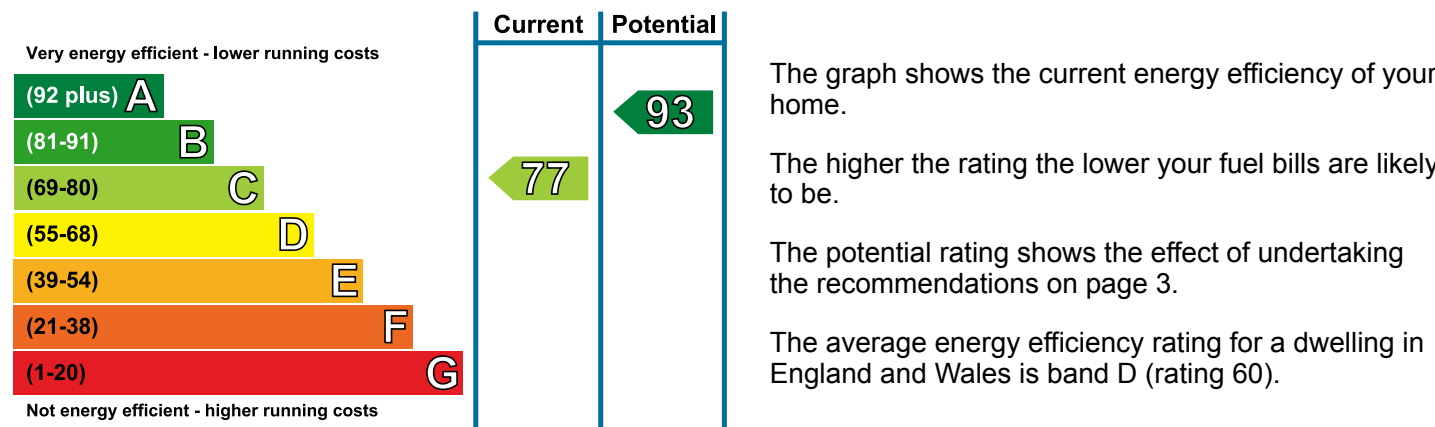 Current Potential
Very energy efficient - lower running costs
(92 plus) A
93
(81-91) B
(69-80) C
77
(55-68) D
(39-54) E
(21-38) F
(1-20) G
Not energy efficient - higher running costs
The graph shows the current energy efficiency of your
home.
The higher the rating the lower your fuel bills are likely
to be.
The potential rating shows the effect of undertaking
the recommendations on page 3.
The average energy efficiency rating for a dwelling in
England and Wales is band D (rating 60).